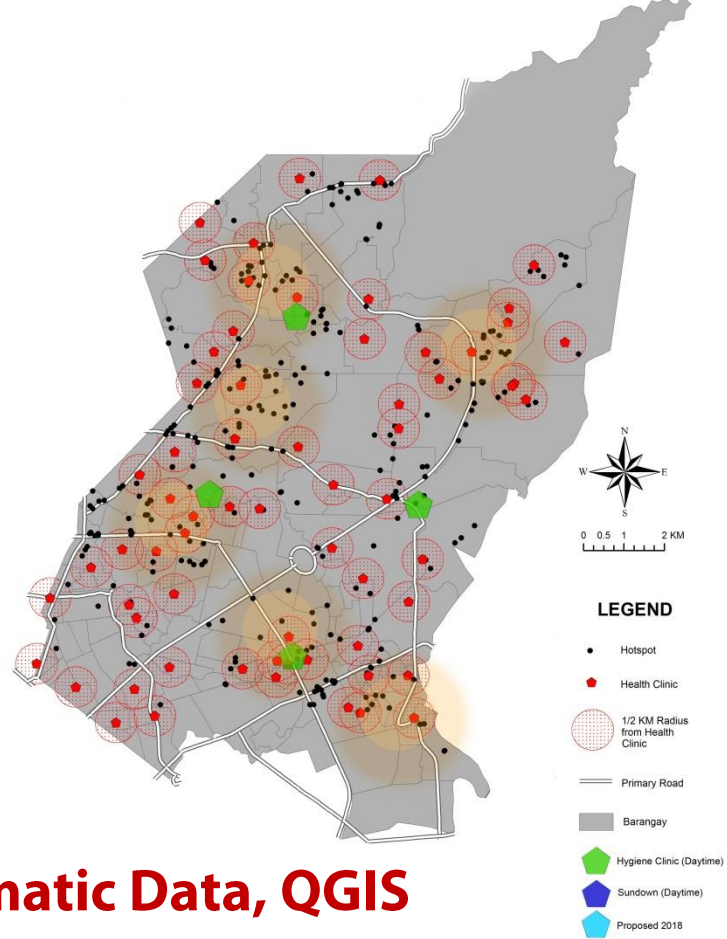 N
W E
S
0 0.5 1 2 KM
LEGEND
Hotspot
Health Clinic
1/2 KM Radius
from Health
Clinic
Primary Road
Barangay
Hygiene Clinic (Daytime)
Sundown (Daytime)
Proposed 2018
matic Data, QGIS